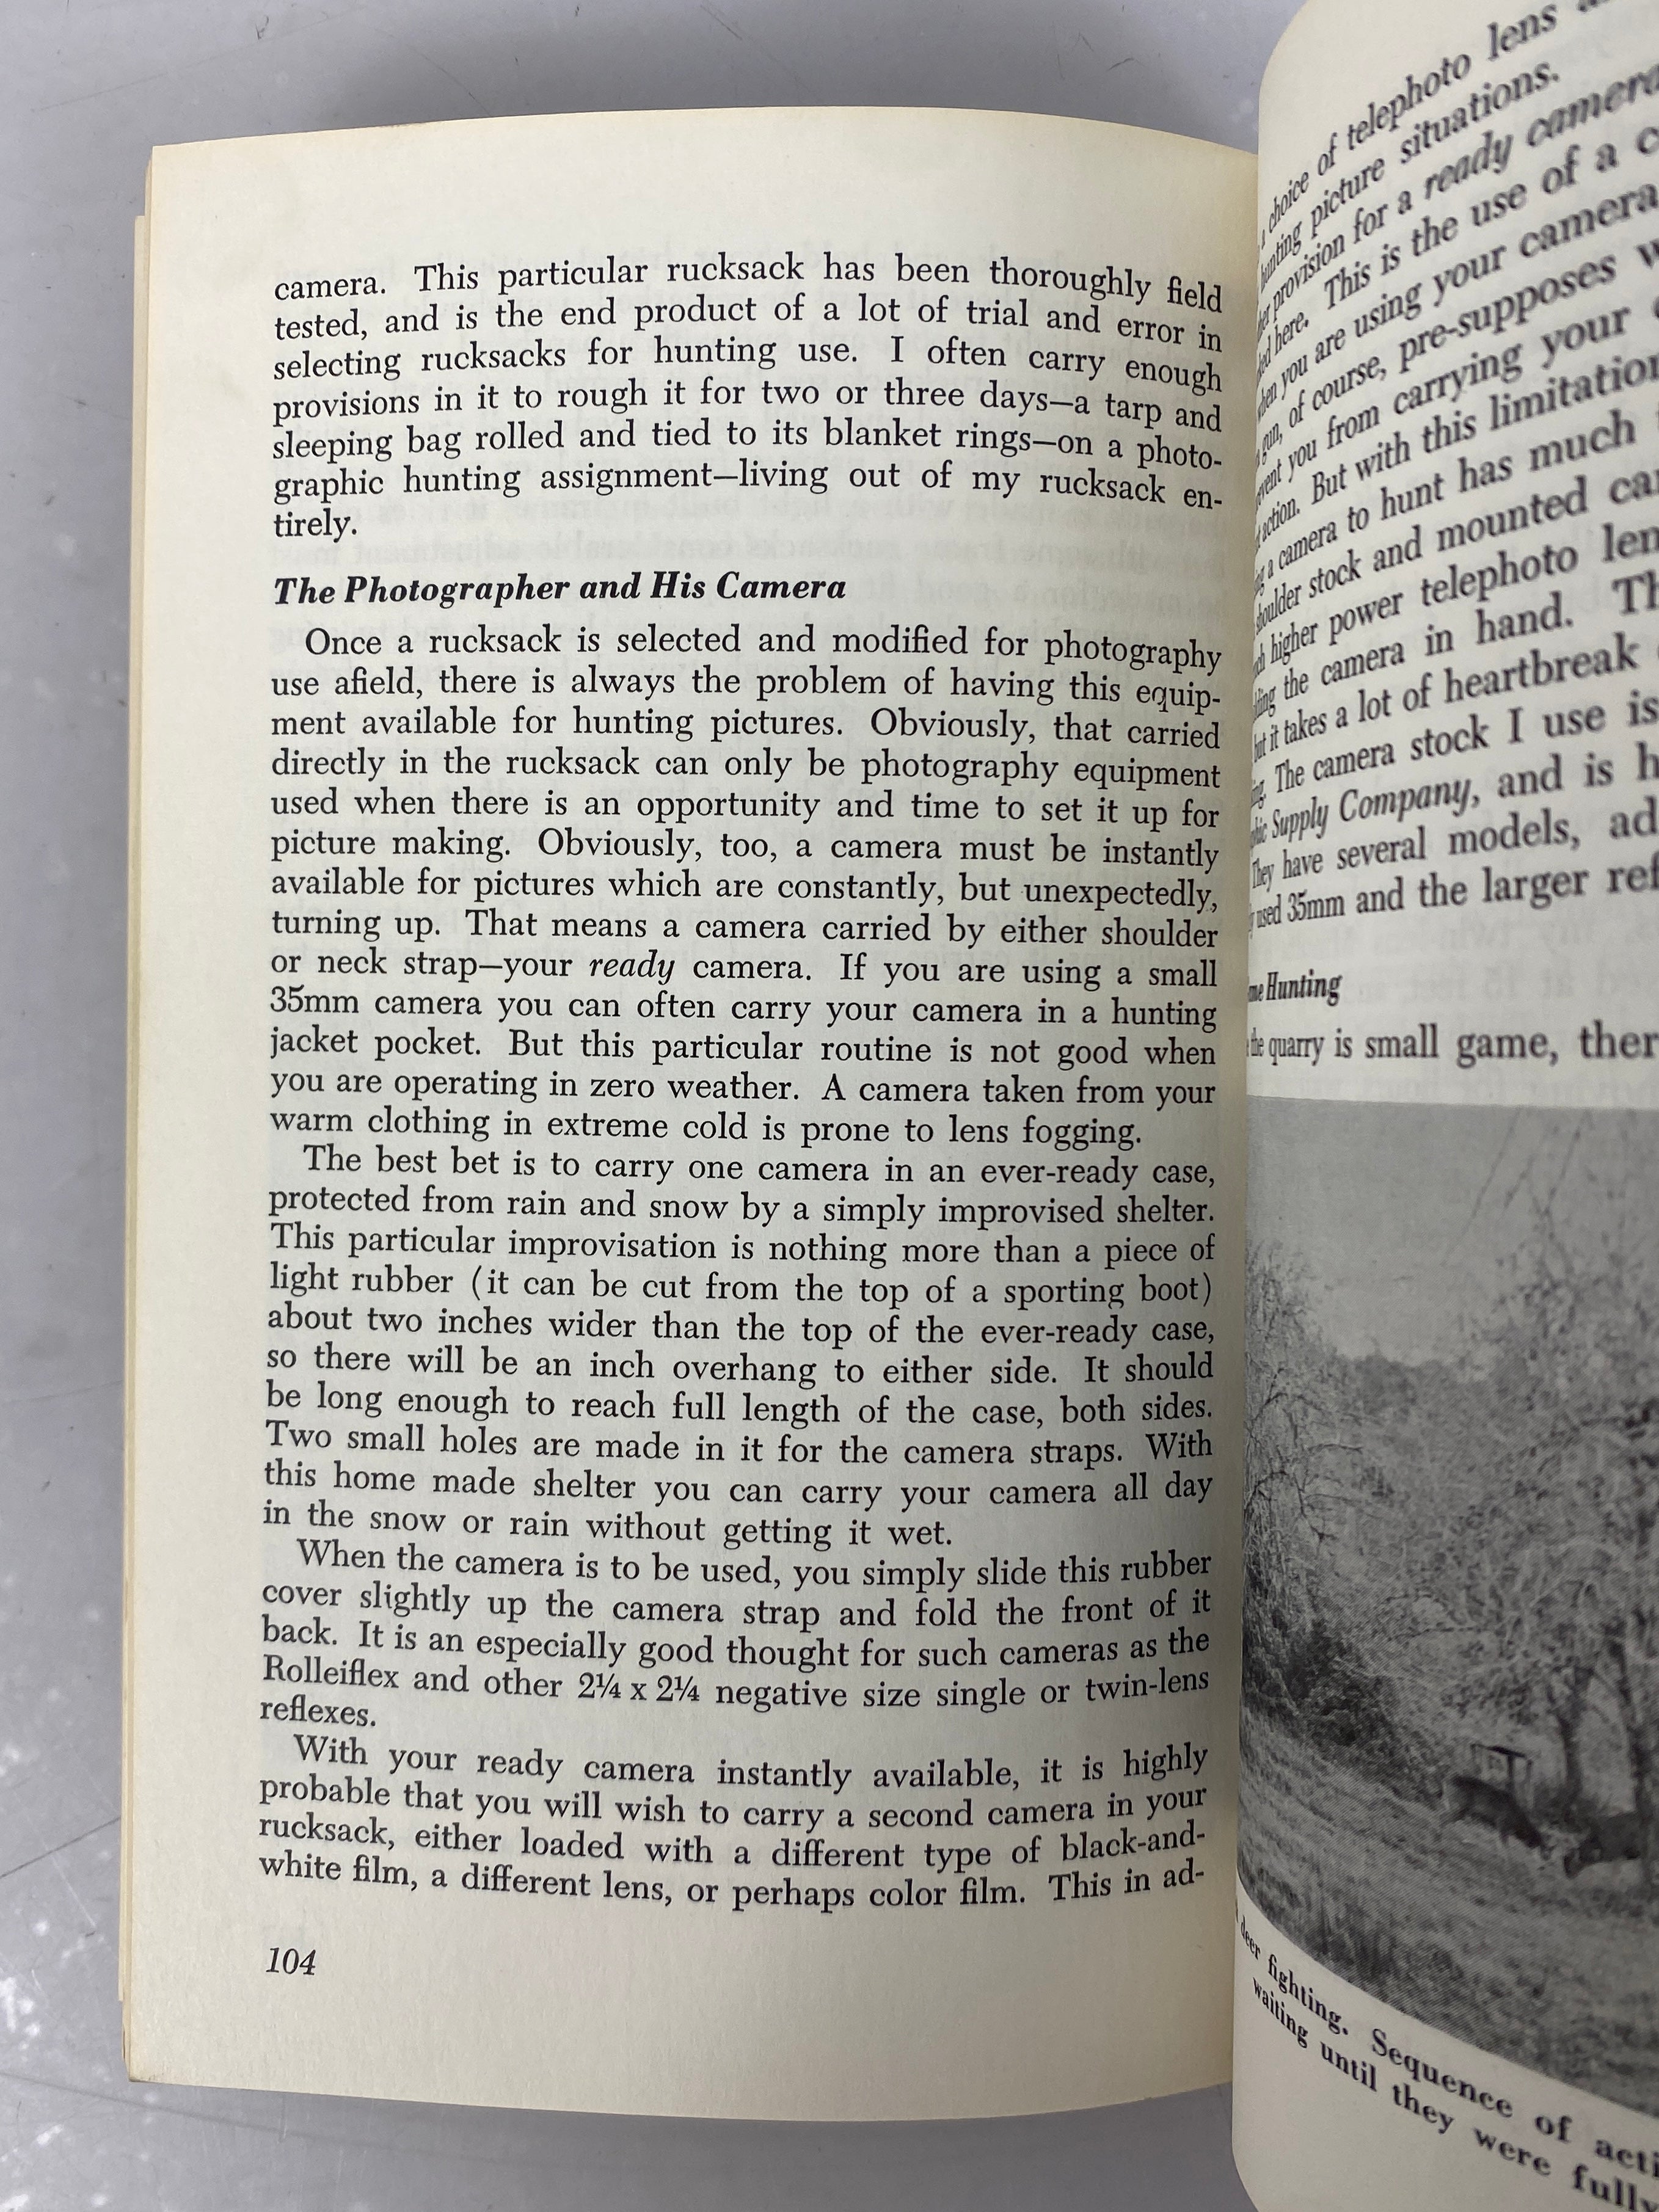 camera. This particular rucksack has been thoroughly field
tested, and is the end product of a lot of trial and error in
selecting rucksacks for hunting use. I often carry enough
provisions in it to rough it for two or three days—a tarp and
sleeping bag rolled and tied to its blanket rings—on a photo-
graphic hunting assignment—living out of my rucksack en-
tirely.
The Photographer and His Camera
Once a rucksack is selected and modified for photography
use afield, there is always the problem of having this equip-
ment available for hunting pictures. Obviously, that carried
directly in the rucksack can only be photography equipment
used when there is an opportunity and time to set it up for
picture making. Obviously, too, a camera must be instantly
available for pictures which are constantly, but unexpectedly,
turning up. That means a camera carried by either shoulder
or neck strap—your ready camera. If you are using a small
35mm camera you can often carry your camera in a hunting
jacket pocket. But this particular routine is not good when
you are operating in zero weather. A camera taken from your
warm clothing in extreme cold is prone to lens fogging.
The best bet is to carry one camera in an ever-ready case,
protected from rain and snow by a simply improvised shelter.
This particular improvisation is nothing more than a piece of
light rubber (it can be cut from the top of a sporting boot)
about two inches wider than the top of the ever-ready case,
so there will be an inch overhang to either side. It should
be long enough to reach full length of the case, both sides.
Two small holes are made in it for the camera straps. With
this home made shelter you can carry your camera all day
in the snow or rain without getting it wet.
When the camera is to be used, you simply slide this rubber
cover slightly up the camera strap and fold the front of it
back. It is an especially good thought for such cameras as the
Rolleiflex and other 2¼ x 2¼ negative size single or twin-lens
reflexes.
With your ready camera instantly available, it is highly
probable that you will wish to carry a second camera in your
rucksack, either loaded with a different type of black-and-
white film, a different lens, or perhaps color film. This in ad-
104
choice of telephoto lens
picture situations.
provision for a ready camera
here. This is the use of a
you are using your camera
of course, pre-supposes
you from carrying your
action. But with this limitation
a camera to hunt has much
stock and mounted
higher power telephoto
the camera in hand.
it takes a lot of heartbreak
The camera stock I use is
Supply Company, and is
They have several models,
used 35mm and the larger
Hunting
the quarry is small game,
deer fighting. Sequence of
waiting until they were fully